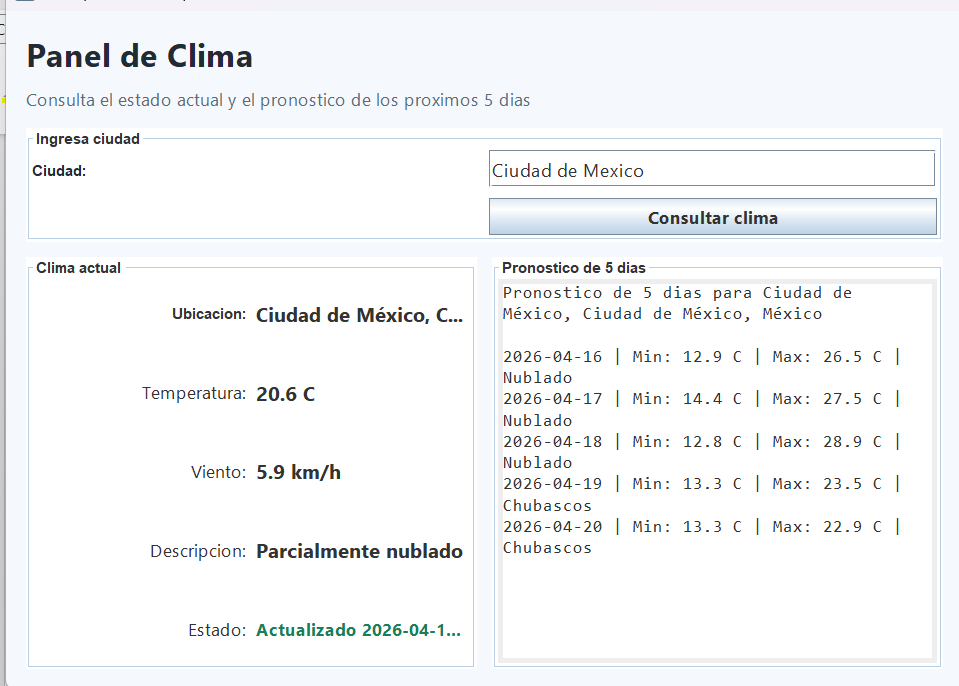 Panel de Clima
Consulta el estado actual y el pronostico de los proximos 5 dias
Ingresa ciudad
Ciudad:
Ciudad de Mexico
Consultar clima
Clima actual
Ubicacion: Ciudad de México, C...
Temperatura: 20.6 C
Viento: 5.9 km/h
Descripcion: Parcialmente nublado
Estado: Actualizado 2026-04-1...
Pronostico de 5 dias
Pronostico de 5 dias para Ciudad de
México, Ciudad de México, México
2026-04-16 | Min: 12.9 C | Max: 26.5 C |
Nublado
2026-04-17 | Min: 14.4 C | Max: 27.5 C |
Nublado
2026-04-18 | Min: 12.8 C | Max: 28.9 C |
Nublado
2026-04-19 | Min: 13.3 C | Max: 23.5 C |
Chubascos
2026-04-20 | Min: 13.3 C | Max: 22.9 C |
Chubascos